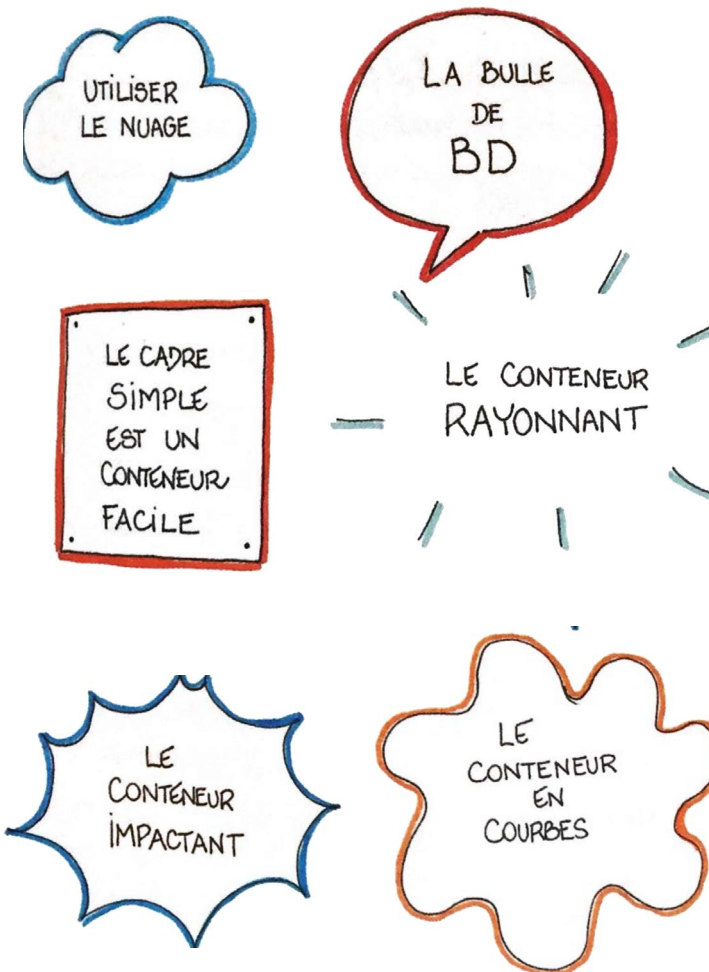 UTILISER
LE NUAGE
LA BULLE
DE
BD
LE CADRE
SIMPLE
EST UN
CONTENEUR
FACILE
LE CONTENEUR
RAYONNANT
LE
CONTENEUR
IMPACTANT
LE
CONTENEUR
EN
COURBES